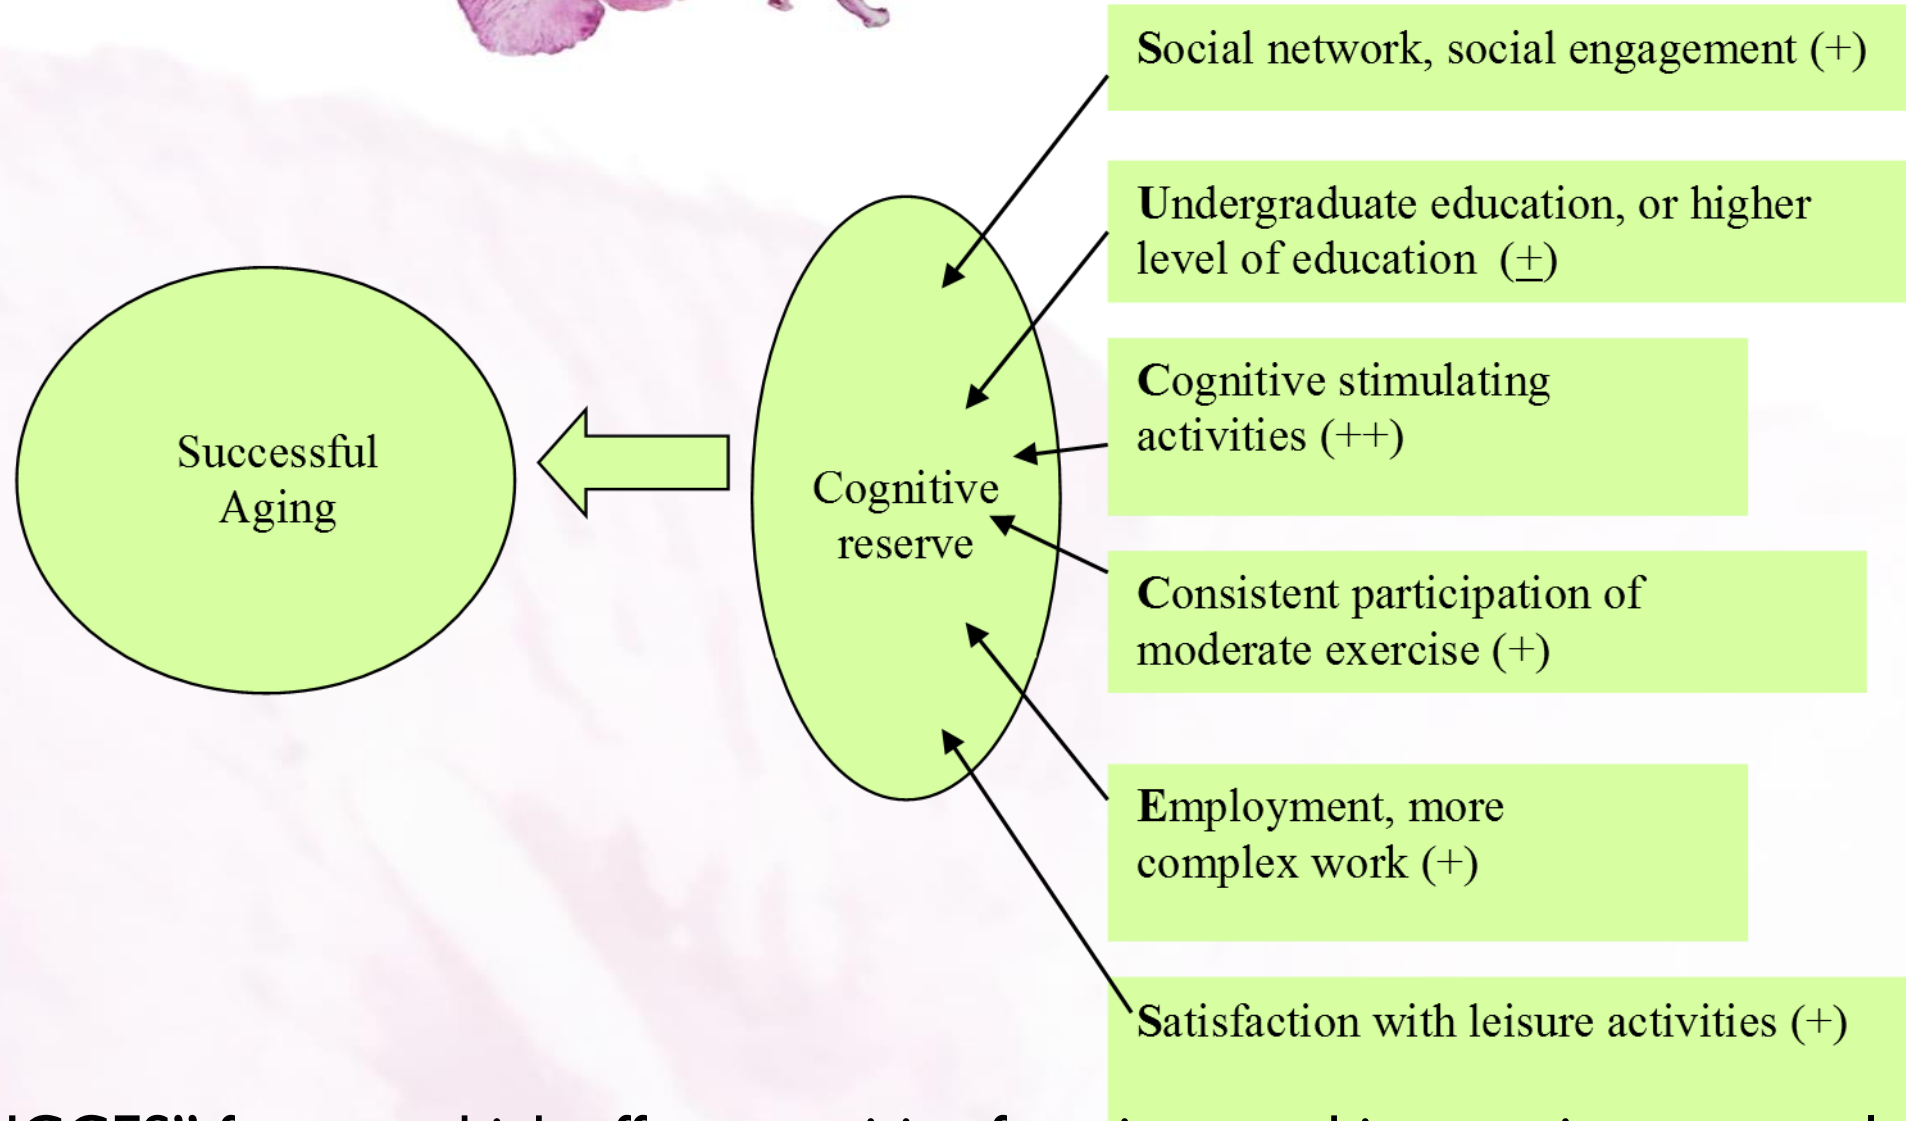 Social network, social engagement (+)
Undergraduate education, or higher
level of education (±)
Cognitive stimulating
activities (++)
Successful
Aging
Cognitive
reserve
Consistent participation of
moderate exercise (+)
Employment, more
complex work (+)
Satisfaction with leisure activities (+)